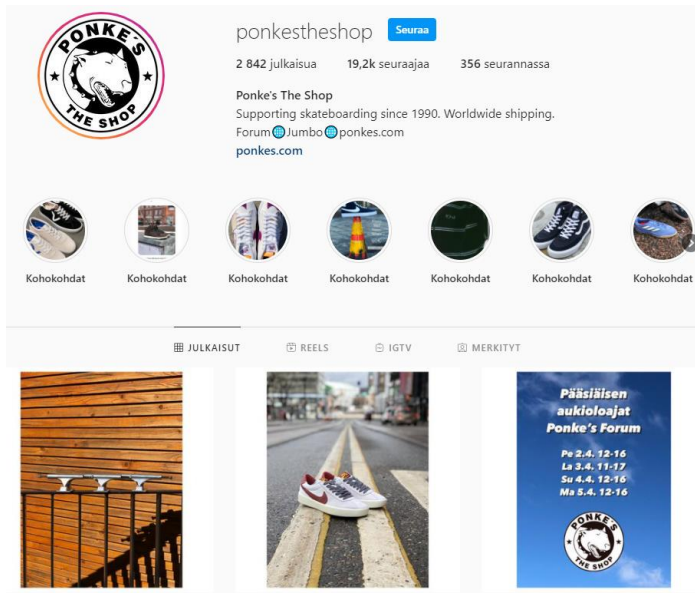 PONKE'S
THE SHOP
ponkestheshop
Seuraa
2 842 julkaisua 19,2k seuraajaa 356 seurannassa
Ponke's The Shop
Supporting skateboarding since 1990. Worldwide shipping.
Forum🌐Jumbo🌐ponkes.com
ponkes.com
Kohokohdat Kohokohdat Kohokohdat Kohokohdat Kohokohdat Kohokohdat Kohokohdat
JULKAISUT REELS IGTV MERKITYT
Pääsiäisen
aukioloajat
Ponke's Forum
Pe 2.4. 12-16
La 3.4. 11-17
Su 4.4. 12-16
Ma 5.4. 12-16
PONKE'S
THE SHOP